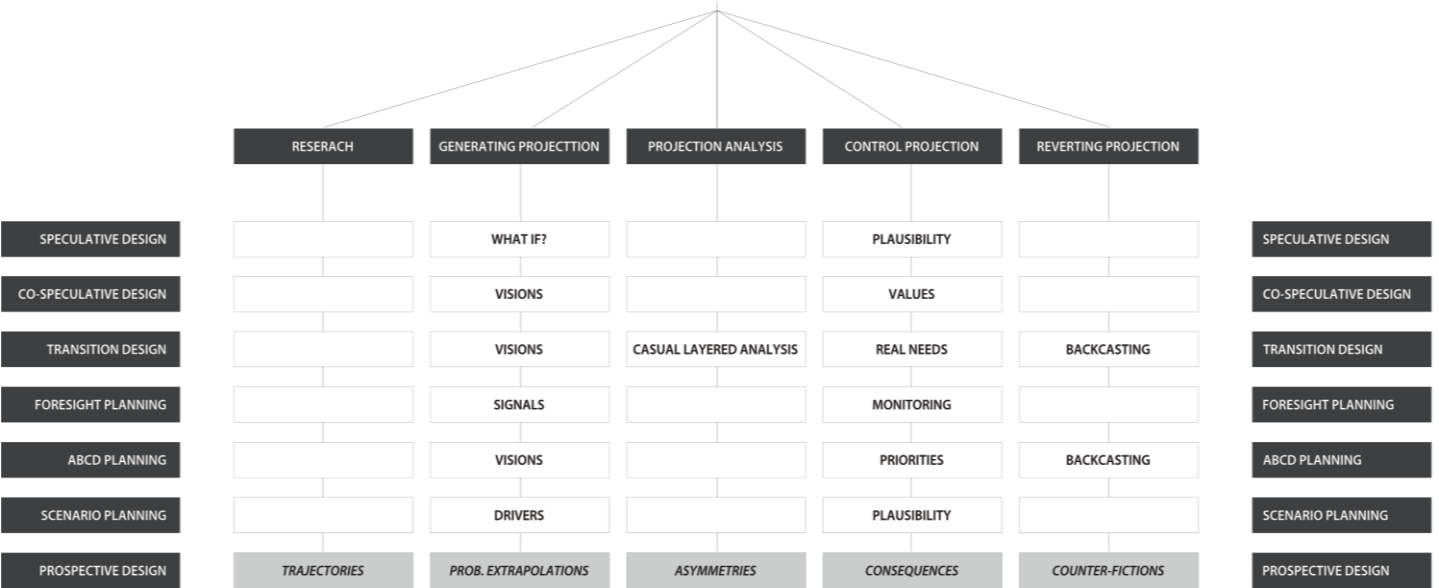 RESERACH GENERATING PROJECTTION PROJECTION ANALYSIS CONTROL PROJECTION REVERTING PROJECTION
SPECULATIVE DESIGN WHAT IF? PLAUSIBILITY SPECULATIVE DESIGN
CO-SPECULATIVE DESIGN VISIONS VALUES CO-SPECULATIVE DESIGN
TRANSITION DESIGN VISIONS CASUAL LAYERED ANALYSIS REAL NEEDS BACKCASTING TRANSITION DESIGN
FORESIGHT PLANNING SIGNALS MONITORING FORESIGHT PLANNING
ABCD PLANNING VISIONS PRIORITIES BACKCASTING ABCD PLANNING
SCENARIO PLANNING DRIVERS PLAUSIBILITY SCENARIO PLANNING
PROSPECTIVE DESIGN TRAJECTORIES PROB. EXTRAPOLATIONS ASYMMETRIES CONSEQUENCES COUNTER-FICTIONS PROSPECTIVE DESIGN